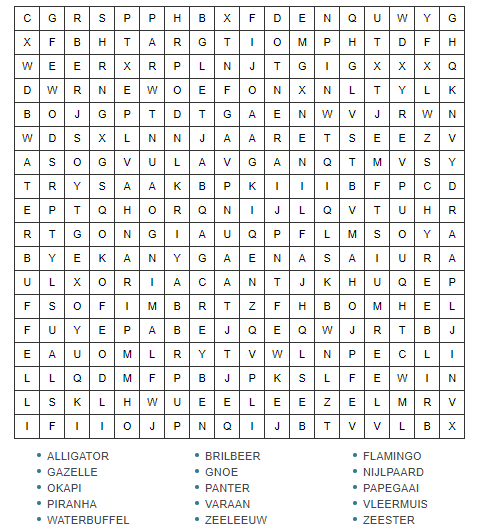 C G R S P P H B X F D E N Q U W Y G
X F B H T A R G T I O M P H T D F H
W E E R X R P L N J T G I G X X X Q
D W R N E W O E F O N X N L T Y L K
B O J G P T D T G A E N W V J R W N
W D S X L N N J A A R E T S E E Z V
A S O G V U L A V G A N Q T M V S Y
T R Y S A A K B P K I I I B F P C D
E P T Q H O R Q N I J L Q V T U H R
R T G O N G I A U Q P F L M S O Y A
B Y E K A N Y G A E N A S A I U R A
U L X O R I A C A N T J K H U Q E P
F S O F I M B R T Z F H B O M H E L
F U Y E P A B E J Q E Q W J R T B J
E A U O M L R Y T V W L N P E C L I
L L Q D M F P B J P K S L F E W I N
L S K L H W U E E L E E Z E L M R V
I F I I O J P N Q I J B T V V L B X
• ALLIGATOR • BRILBEER • FLAMINGO
• GAZELLE • GNOE • NIJLPAARD
• OKAPI • PANTER • PAPEGAAI
• PIRANHA • VARAAN • VLEERMUIS
• WATERBUFFEL • ZEELEEUW • ZEESTER